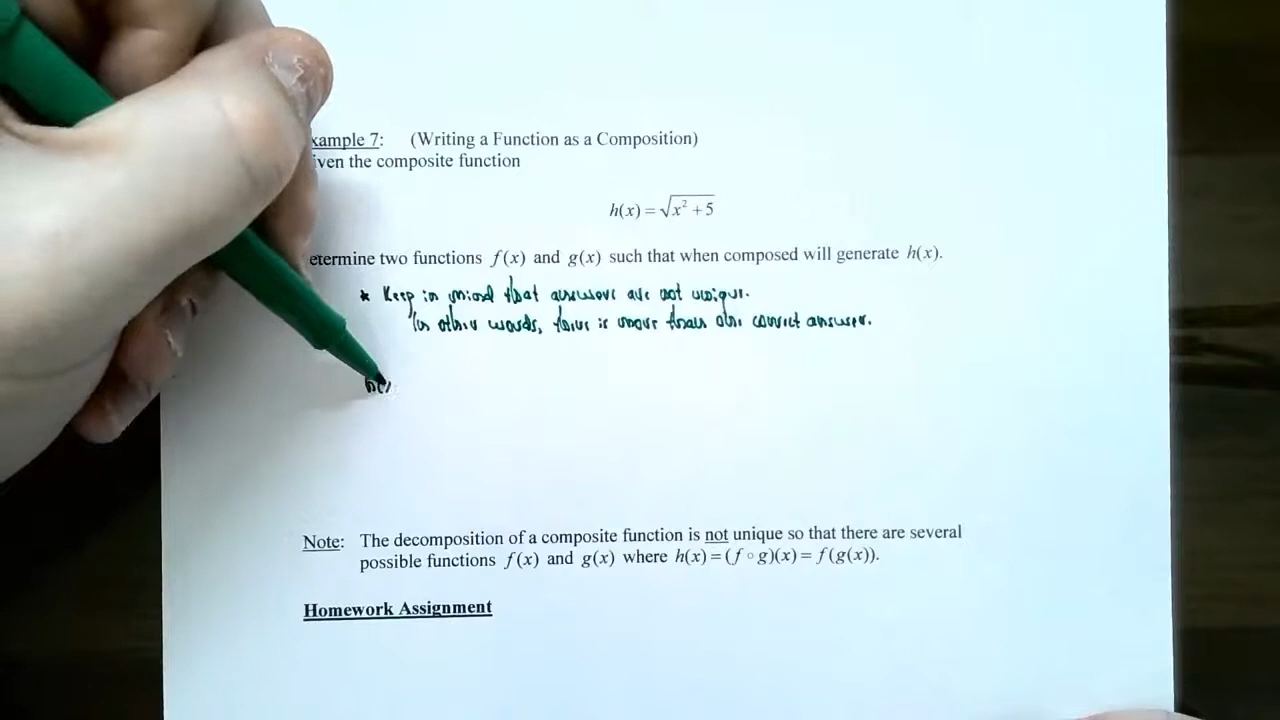 xample 7: (Writing a Function as a Composition)
iven the composite function
h(x) = √(x² + 5)
etermine two functions f(x) and g(x) such that when composed will generate h(x).
* Keep in mind that answers are not unique.
In other words, there is more than one correct answer.
h(
Note: The decomposition of a composite function is not unique so that there are several
possible functions f(x) and g(x) where h(x) = (f ∘ g)(x) = f(g(x)).
Homework Assignment